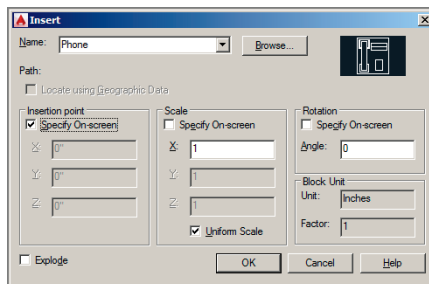 Insert
Name: Phone Browse...
Path:
Locate using Geographic Data
Insertion point
Specify On-screen
X: 0"
Y: 0"
Z: 0"
Scale
Specify On-screen
X: 1
Y: 1
Z: 1
Uniform Scale
Rotation
Specify On-screen
Angle: 0
Block Unit
Unit: Inches
Factor: 1
Explode OK Cancel Help